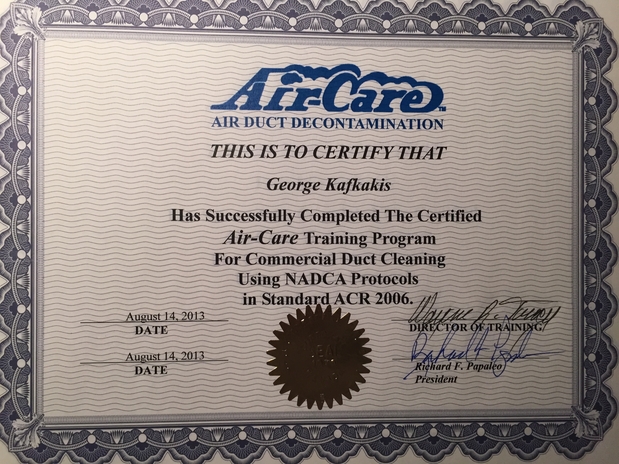 Air-Care™
AIR DUCT DECONTAMINATION
THIS IS TO CERTIFY THAT
George Kafkakis
Has Successfully Completed The Certified
Air-Care Training Program
For Commercial Duct Cleaning
Using NADCA Protocols
in Standard ACR 2006.
August 14, 2013
DATE
DIRECTOR OF TRAINING
August 14, 2013
DATE
Richard F. Papaleo
President